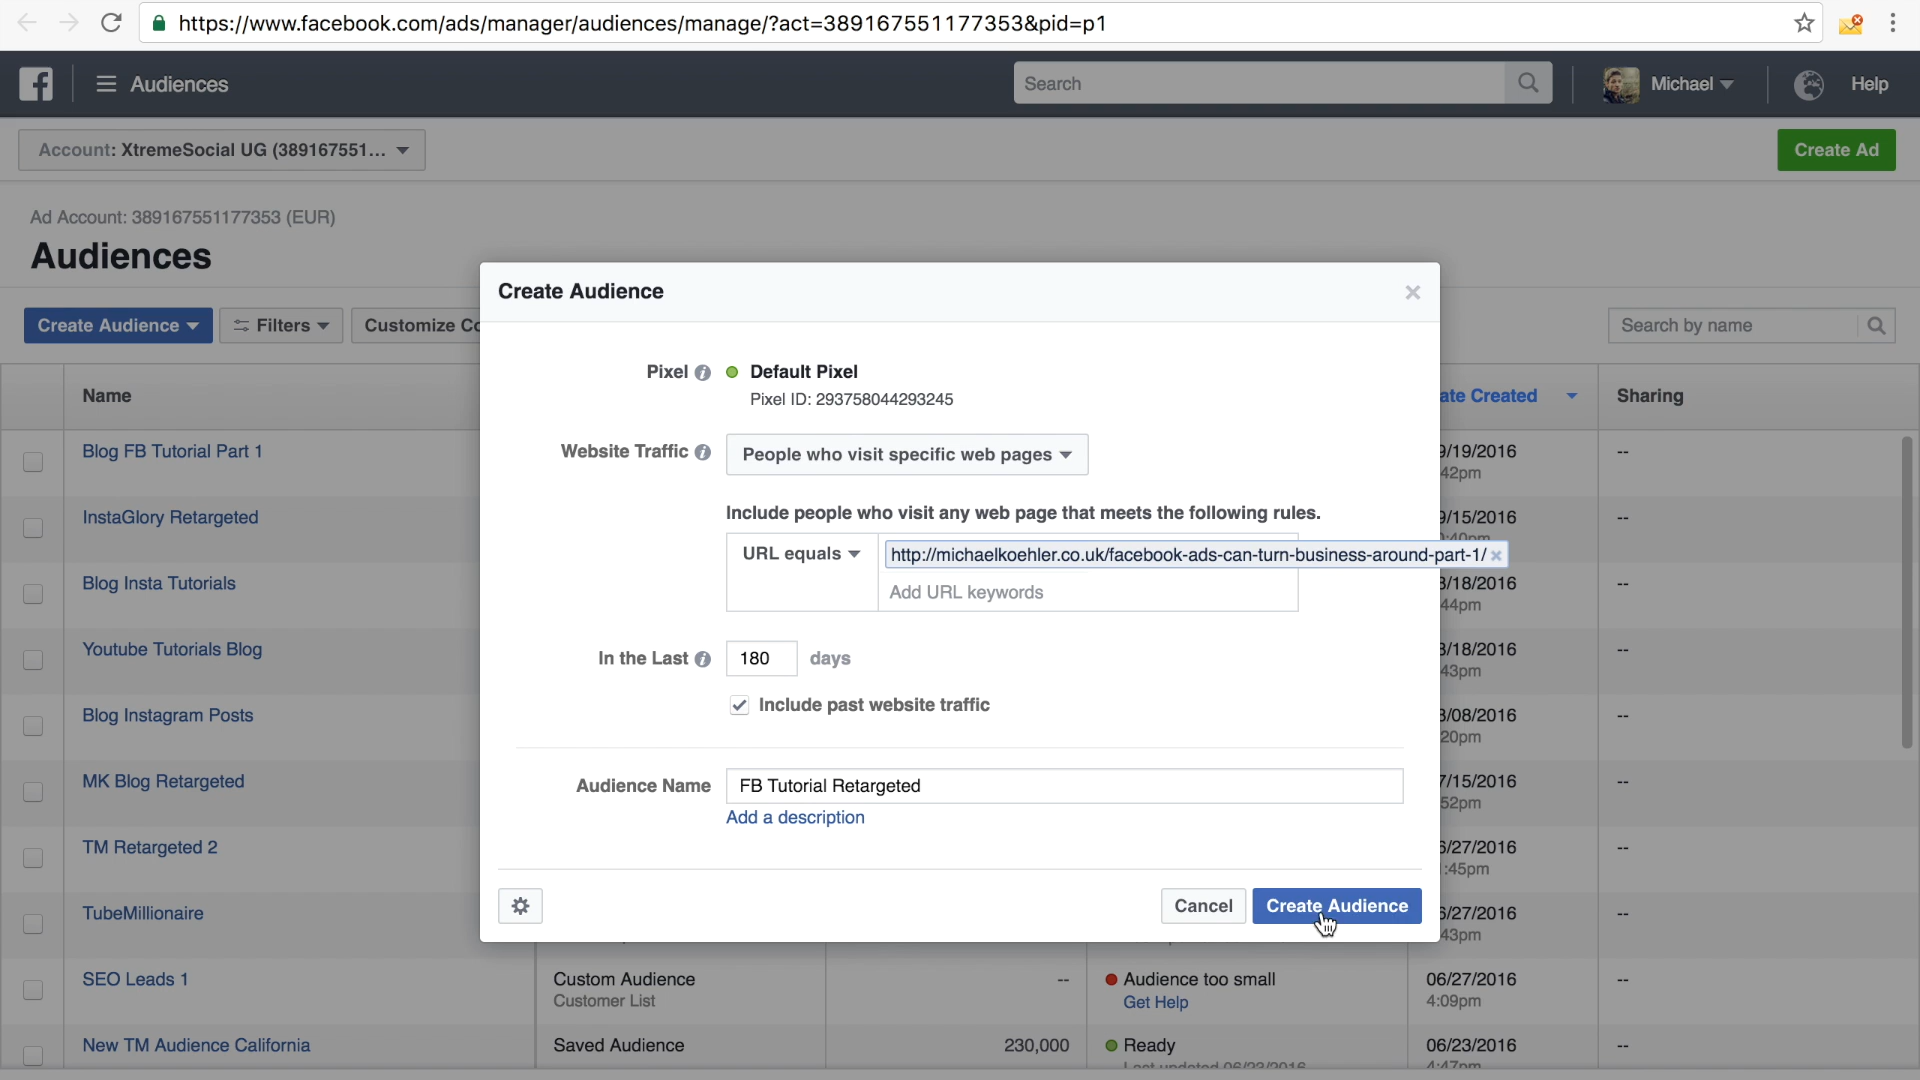 https://www.facebook.com/ads/manager/audiences/manage/?act=389167551177353&pid=p1
Audiences
Search
Michael
Help
Account: XtremeSocial UG (389167551...
Create Ad
Ad Account: 389167551177353 (EUR)
Audiences
Create Audience
Filters
Customize Co
Search by name
Create Audience
Pixel
Default Pixel
Pixel ID: 293758044293245
Website Traffic
People who visit specific web pages
Include people who visit any web page that meets the following rules.
URL equals
http://michaelkoehler.co.uk/facebook-ads-can-turn-business-around-part-1/
Add URL keywords
In the Last
180
days
Include past website traffic
Audience Name
FB Tutorial Retargeted
Add a description
Cancel
Create Audience
Name
ate Created
Sharing
Blog FB Tutorial Part 1
9/19/2016
--
42pm
InstaGlory Retargeted
9/15/2016
--
Blog Insta Tutorials
8/18/2016
--
44pm
Youtube Tutorials Blog
8/18/2016
--
43pm
Blog Instagram Posts
8/08/2016
--
20pm
MK Blog Retargeted
7/15/2016
--
52pm
TM Retargeted 2
6/27/2016
--
:45pm
TubeMillionaire
6/27/2016
--
43pm
SEO Leads 1
Custom Audience
--
Audience too small
06/27/2016
--
Customer List
Get Help
4:09pm
New TM Audience California
Saved Audience
230,000
Ready
06/23/2016
--
Last updated 06/23/2016
4:47pm